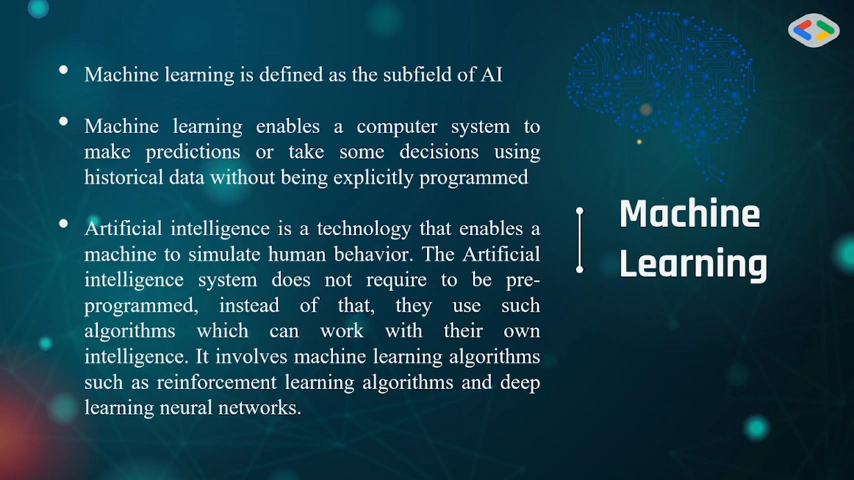 • Machine learning is defined as the subfield of AI
• Machine learning enables a computer system to
make predictions or take some decisions using
historical data without being explicitly programmed
• Artificial intelligence is a technology that enables a
machine to simulate human behavior. The Artificial
intelligence system does not require to be pre-
programmed, instead of that, they use such
algorithms which can work with their own
intelligence. It involves machine learning algorithms
such as reinforcement learning algorithms and deep
learning neural networks.
Machine
Learning